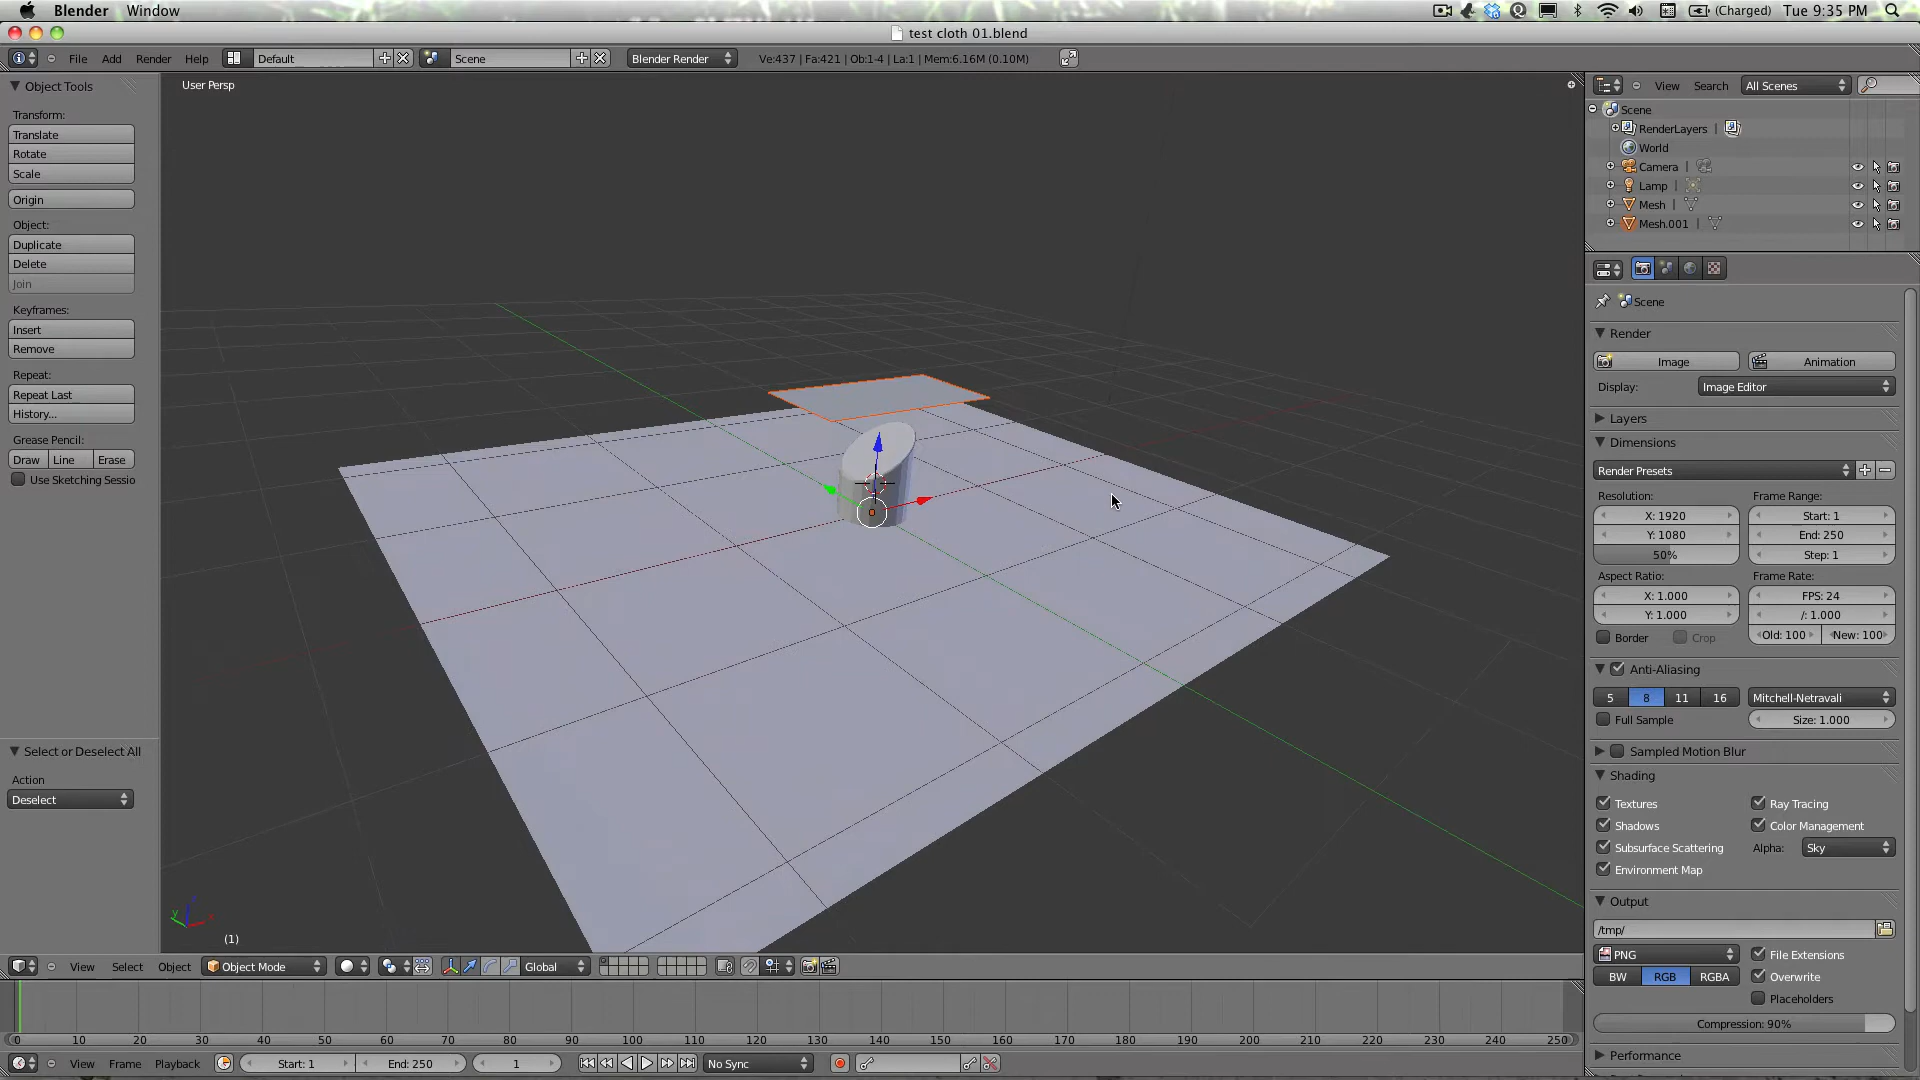 Blender Window (Charged) Tue 9:35 PM
test cloth 01.blend
File Add Render Help Default Scene Blender Render Ve:437 | Fa:421 | Ob:1-4 | La:1 | Mem:6.16M (0.10M)
Object Tools
Transform:
Translate
Rotate
Scale
Origin
Object:
Duplicate
Delete
Join
Keyframes:
Insert
Remove
Repeat:
Repeat Last
History...
Grease Pencil:
Draw Line Erase
Use Sketching Sessio
Select or Deselect All
Action
Deselect
User Persp
(1)
View Select Object Object Mode Global
0 10 20 30 40 50 60 70 80 90 100 110 120 130 140 150 160 170 180 190 200 210 220 230 240 250
View Frame Playback Start: 1 End: 250 1 No Sync
View Search All Scenes
Scene
RenderLayers |
World
Camera |
Lamp |
Mesh |
Mesh.001 |
Scene
Render
Image Animation
Display: Image Editor
Layers
Dimensions
Render Presets
Resolution: Frame Range:
X: 1920 Start: 1
Y: 1080 End: 250
50% Step: 1
Aspect Ratio: Frame Rate:
X: 1.000 FPS: 24
Y: 1.000 /: 1.000
Border Crop Old: 100 New: 100
Anti-Aliasing
5 8 11 16 Mitchell-Netravali
Full Sample Size: 1.000
Sampled Motion Blur
Shading
Textures Ray Tracing
Shadows Color Management
Subsurface Scattering Alpha: Sky
Environment Map
Output
/tmp/
PNG File Extensions
BW RGB RGBA Overwrite
Placeholders
Compression: 90%
Performance